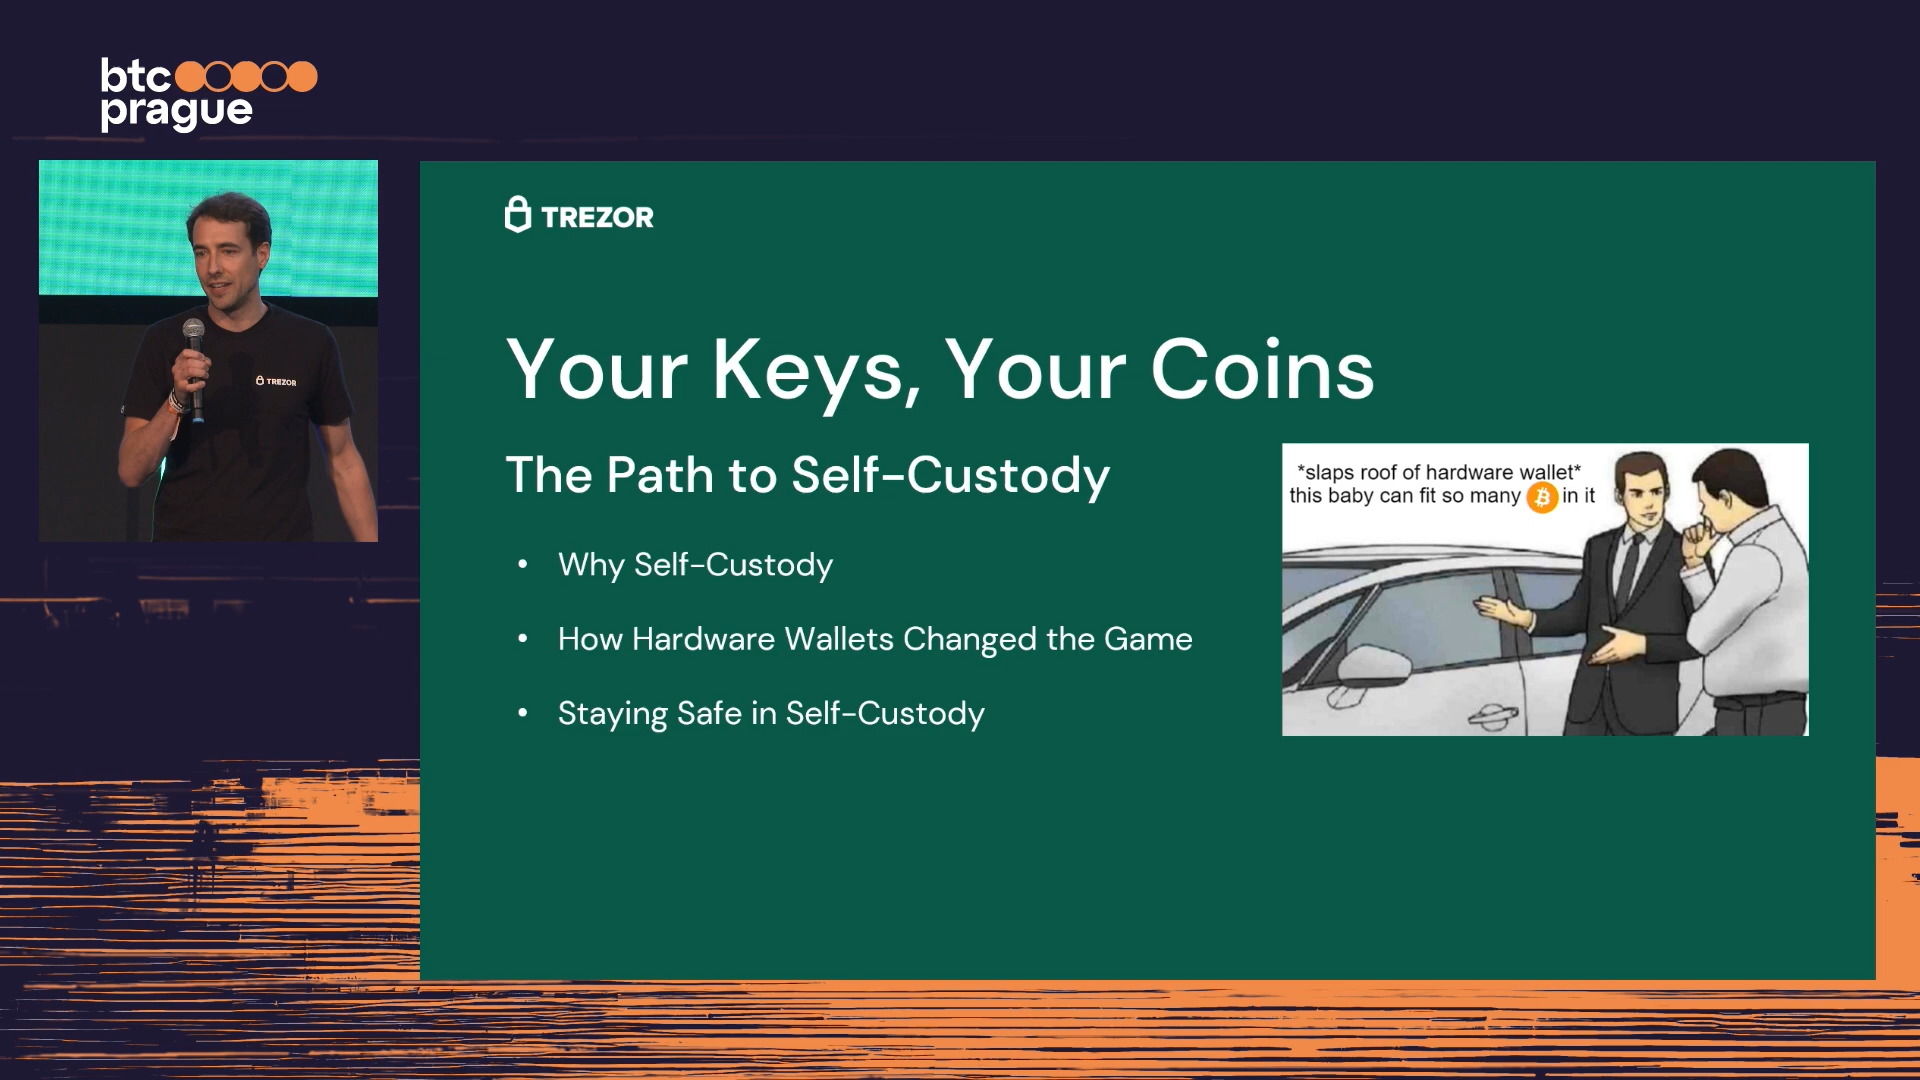 btc
prague
TREZOR
TREZOR
Your Keys, Your Coins
The Path to Self-Custody
• Why Self-Custody
• How Hardware Wallets Changed the Game
• Staying Safe in Self-Custody
*slaps roof of hardware wallet*
this baby can fit so many ₿ in it